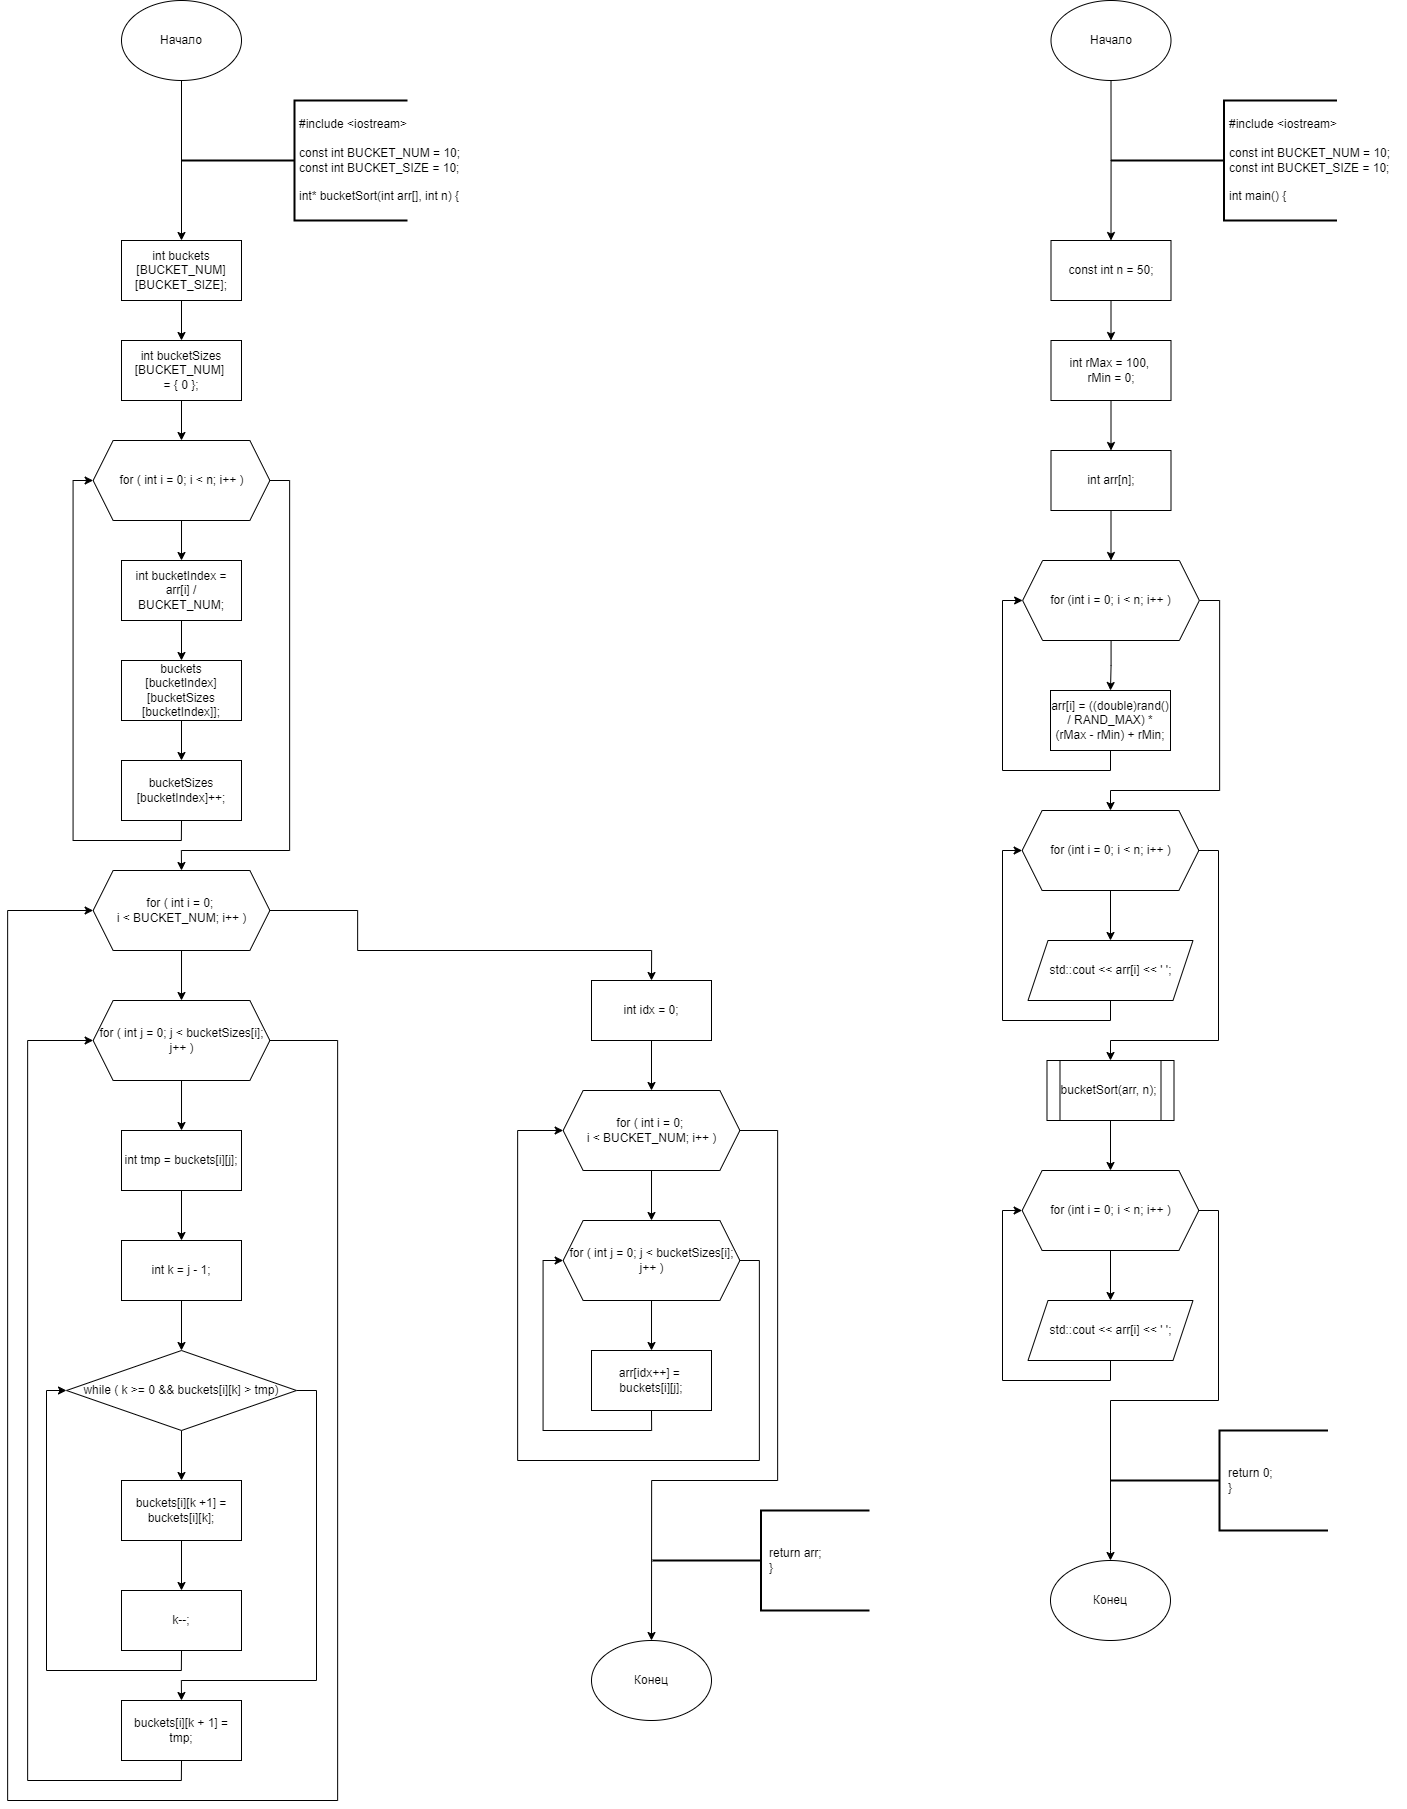 Начало
#include <iostream>
const int BUCKET_NUM = 10;
const int BUCKET_SIZE = 10;
int* bucketSort(int arr[], int n) {
int buckets
[BUCKET_NUM]
[BUCKET_SIZE];
int bucketSizes
[BUCKET_NUM]
= { 0 };
for ( int i = 0; i < n; i++ )
int bucketIndex =
arr[i] /
BUCKET_NUM;
buckets
[bucketIndex]
[bucketSizes
[bucketIndex]];
bucketSizes
[bucketIndex]++;
for ( int i = 0;
i < BUCKET_NUM; i++ )
for ( int j = 0; j < bucketSizes[i];
j++ )
int tmp = buckets[i][j];
int k = j - 1;
while ( k >= 0 && buckets[i][k] > tmp)
buckets[i][k +1] =
buckets[i][k];
k--;
buckets[i][k + 1] =
tmp;
int idx = 0;
for ( int i = 0;
i < BUCKET_NUM; i++ )
for ( int j = 0; j < bucketSizes[i];
j++ )
arr[idx++] =
buckets[i][j];
return arr;
}
Конец
Начало
#include <iostream>
const int BUCKET_NUM = 10;
const int BUCKET_SIZE = 10;
int main() {
const int n = 50;
int rMax = 100,
rMin = 0;
int arr[n];
for (int i = 0; i < n; i++ )
arr[i] = ((double)rand()
/ RAND_MAX) *
(rMax - rMin) + rMin;
for (int i = 0; i < n; i++ )
std::cout << arr[i] << ' ';
bucketSort(arr, n);
for (int i = 0; i < n; i++ )
std::cout << arr[i] << ' ';
return 0;
}
Конец